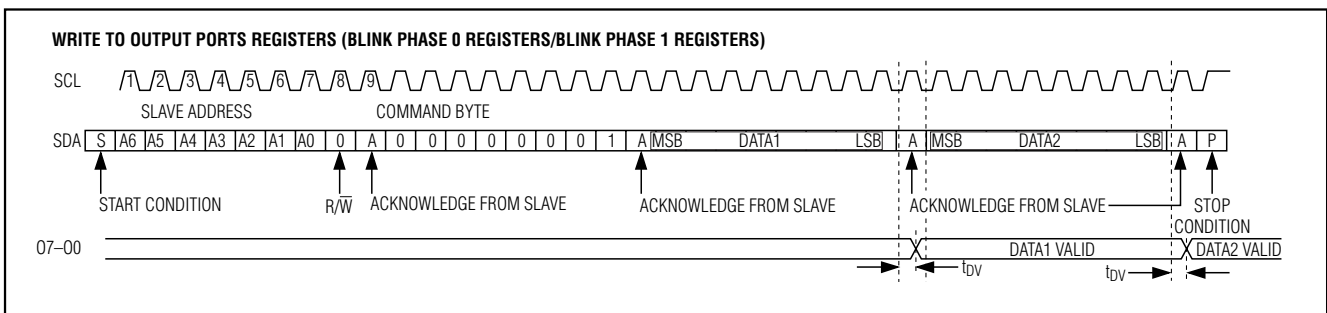 WRITE TO OUTPUT PORTS REGISTERS (BLINK PHASE 0 REGISTERS/BLINK PHASE 1 REGISTERS)
SCL 1 2 3 4 5 6 7 8 9
SLAVE ADDRESS COMMAND BYTE
SDA S A6 A5 A4 A3 A2 A1 A0 0 A 0 0 0 0 0 0 0 1 A MSB DATA1 LSB A MSB DATA2 LSB A P
START CONDITION R/W̅ ACKNOWLEDGE FROM SLAVE ACKNOWLEDGE FROM SLAVE ACKNOWLEDGE FROM SLAVE STOP
CONDITION
O7–O0 DATA1 VALID DATA2 VALID
tDV tDV